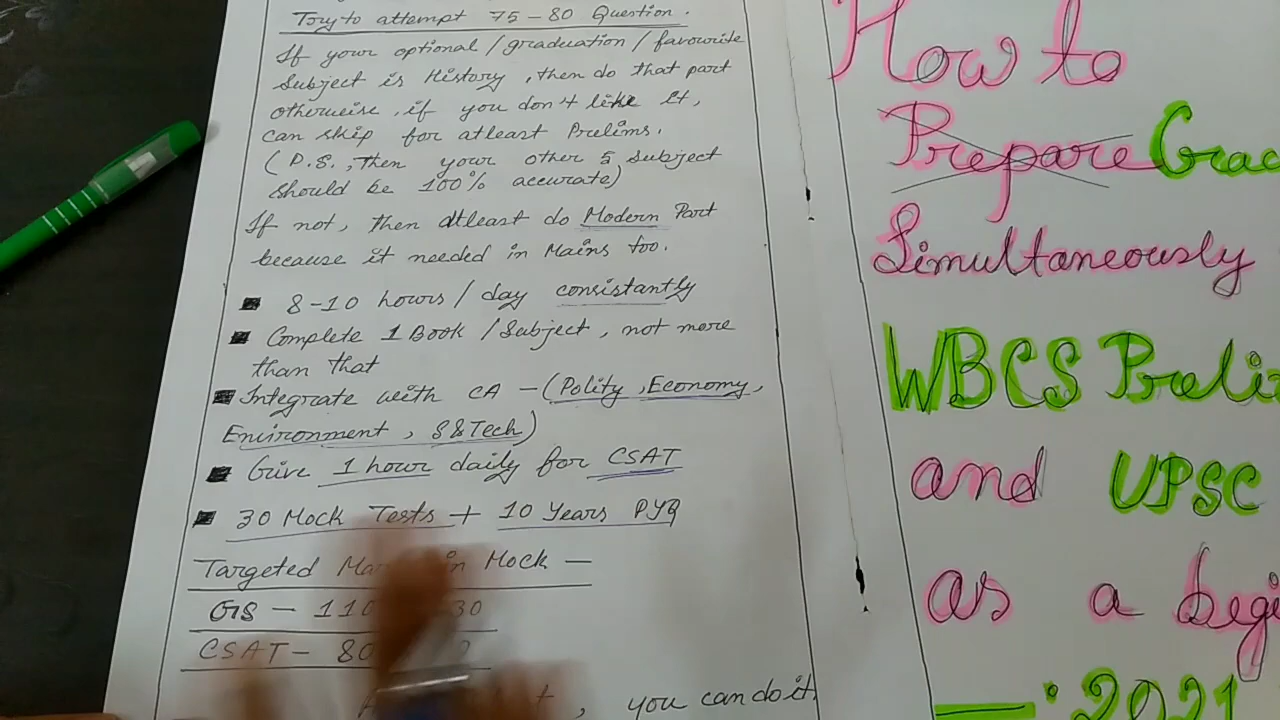 Try to attempt 75-80 Question.
If your optional/graduation/favourite
Subject is History, then do that part
otherweise, if you don't like it,
can skip for atleast Prelims.
(P.S., Then your other 5 subject
should be 100% accurate)
If not, then atleast do Modern Part
because it needed in Mains too.
8-10 hours/day consistantly
Complete 1 Book/Subject, not more
than that
Integrate with CA - (Polity, Economy,
Environment, S&Tech)
Give 1 hour daily for CSAT
30 Mock Tests + 10 Years PYQ
Targeted in Mock -
GS - 110 30
CSAT - 80
, you can do it.
How to
Prepare Crac
Simultaneously
WBCS Preli
and UPSC
as a begi
: 2021